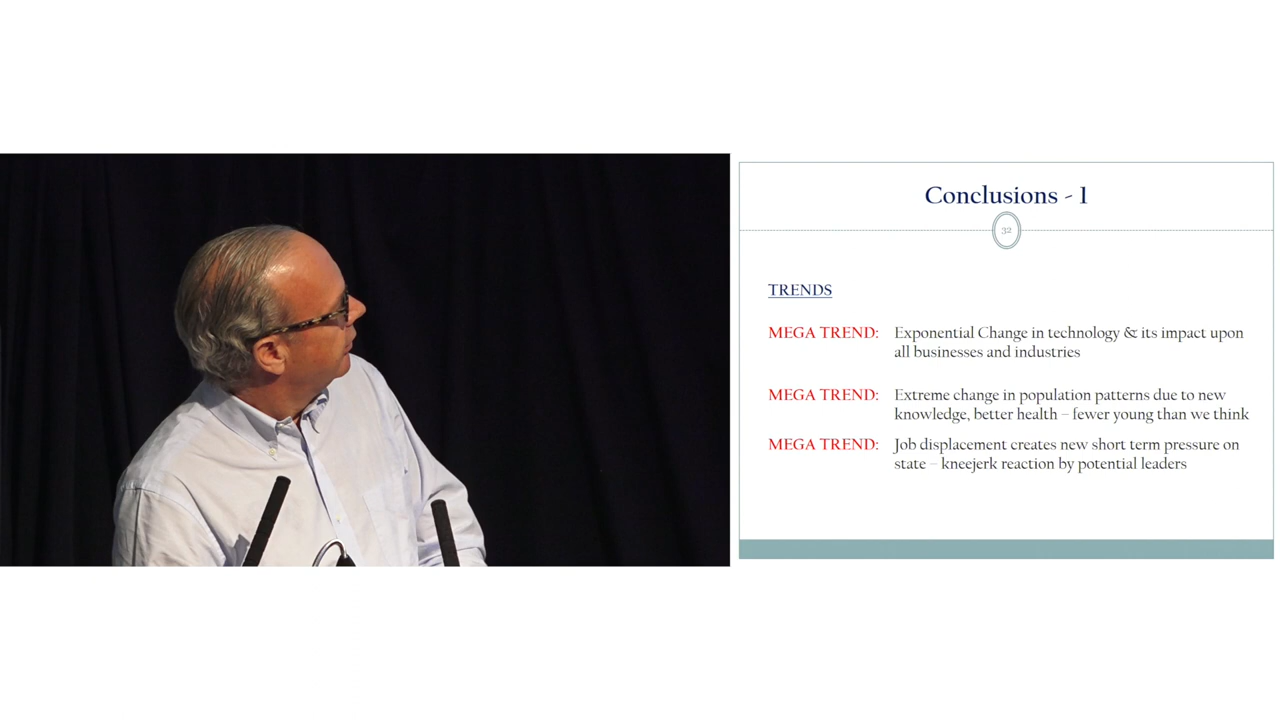 Conclusions - 1
32
TRENDS
MEGA TREND: Exponential Change in technology & its impact upon
all businesses and industries
MEGA TREND: Extreme change in population patterns due to new
knowledge, better health – fewer young than we think
MEGA TREND: Job displacement creates new short term pressure on
state – kneejerk reaction by potential leaders